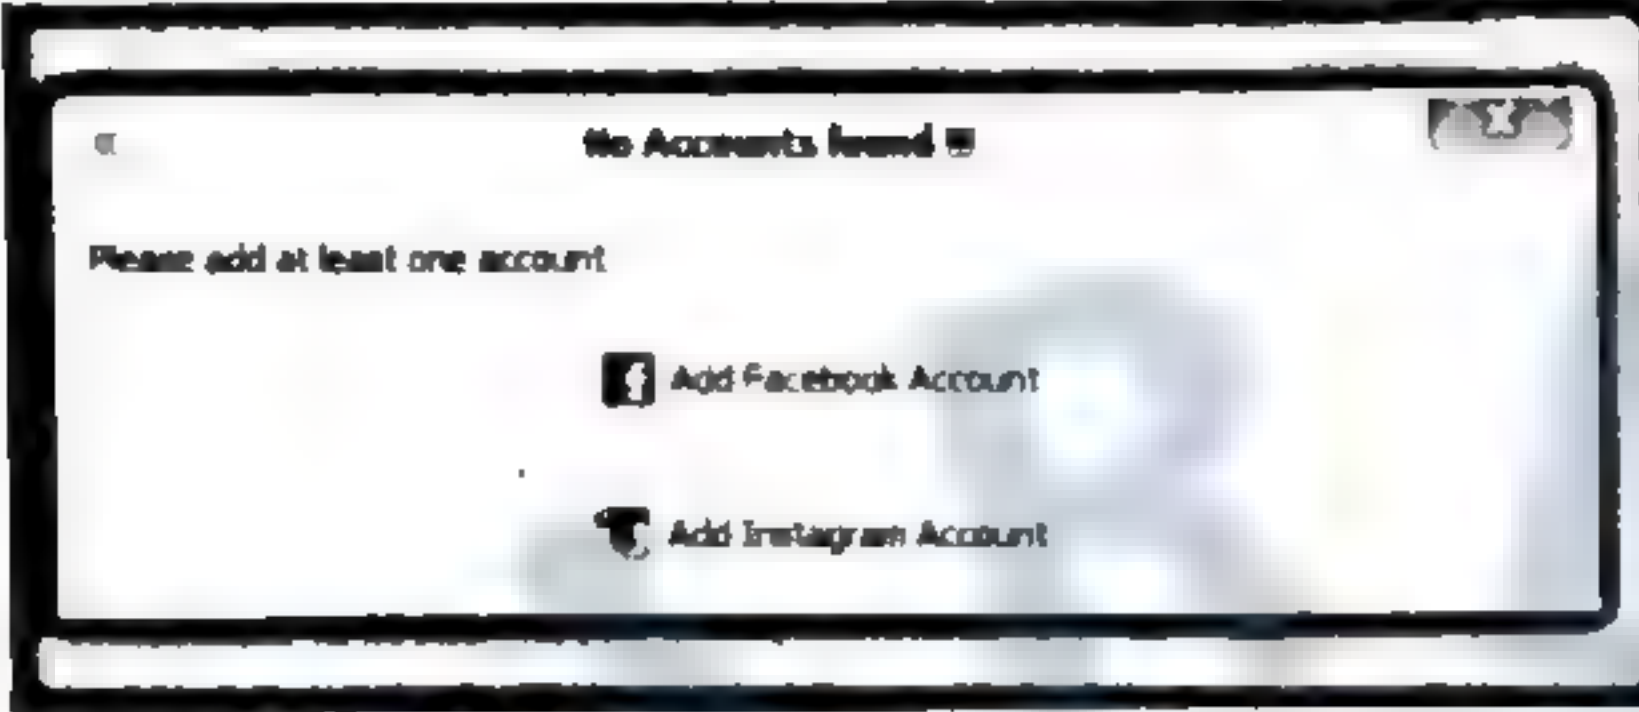 No Accounts found
Please add at least one account
Add Facebook Account
Add Instagram Account